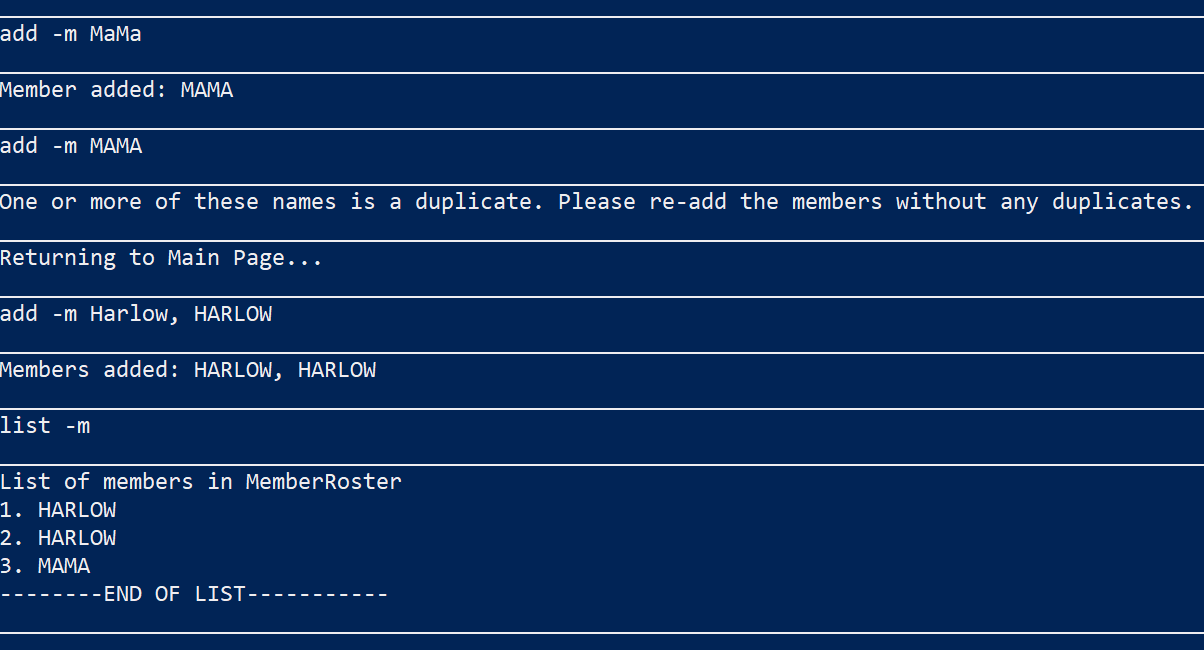 add -m MaMa
Member added: MAMA
add -m MAMA
One or more of these names is a duplicate. Please re-add the members without any duplicates.
Returning to Main Page...
add -m Harlow, HARLOW
Members added: HARLOW, HARLOW
list -m
List of members in MemberRoster
1. HARLOW
2. HARLOW
3. MAMA
--------END OF LIST-----------